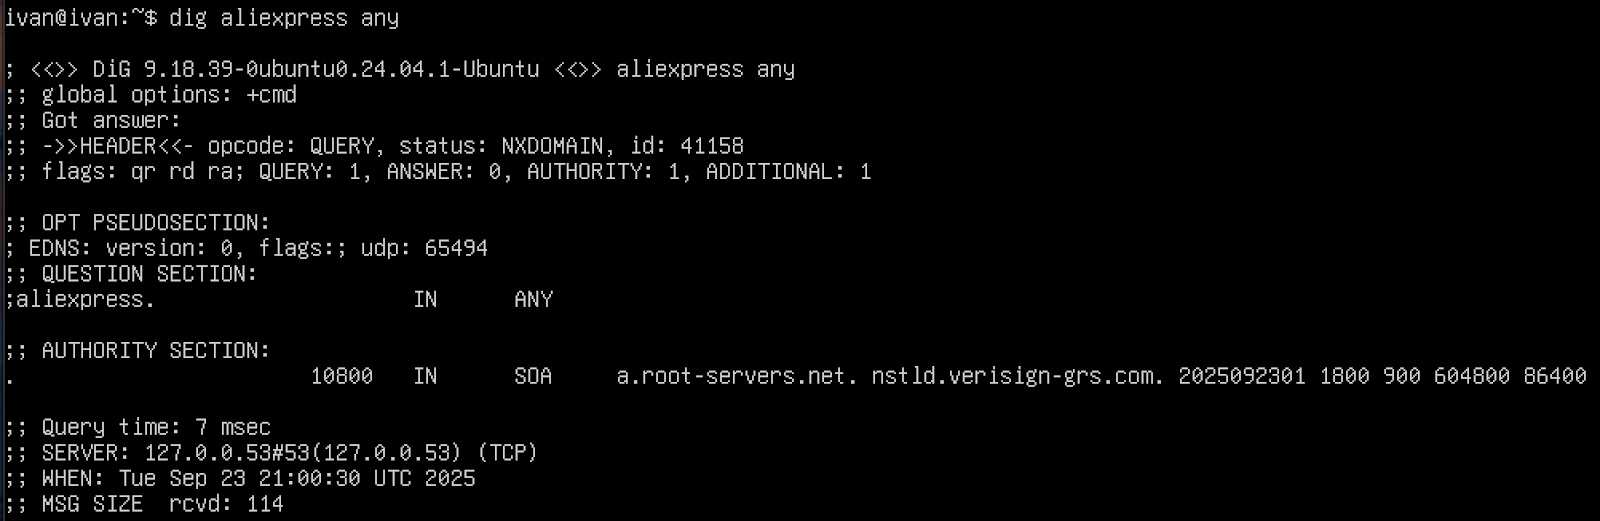 ivan@ivan:~$ dig aliexpress any
; <<>> DiG 9.18.39-0ubuntu0.24.04.1-Ubuntu <<>> aliexpress any
;; global options: +cmd
;; Got answer:
;; ->>HEADER<<- opcode: QUERY, status: NXDOMAIN, id: 41158
;; flags: qr rd ra; QUERY: 1, ANSWER: 0, AUTHORITY: 1, ADDITIONAL: 1
;; OPT PSEUDOSECTION:
; EDNS: version: 0, flags:; udp: 65494
;; QUESTION SECTION:
;aliexpress. IN ANY
;; AUTHORITY SECTION:
. 10800 IN SOA a.root-servers.net. nstld.verisign-grs.com. 2025092301 1800 900 604800 86400
;; Query time: 7 msec
;; SERVER: 127.0.0.53#53(127.0.0.53) (TCP)
;; WHEN: Tue Sep 23 21:00:30 UTC 2025
;; MSG SIZE rcvd: 114